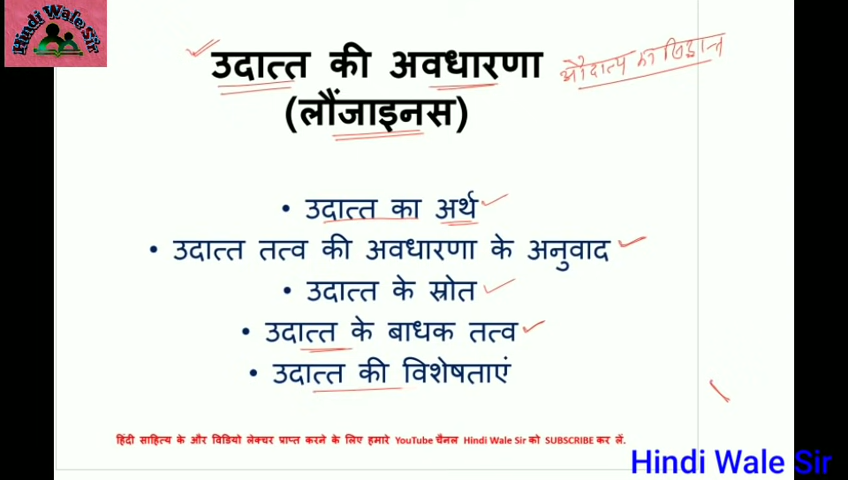 Hindi Wale Sir
उदात्त की अवधारणा
औदात्य का सिद्धान्त
(लौंजाइनस)
• उदात्त का अर्थ
• उदात्त तत्व की अवधारणा के अनुवाद
• उदात्त के स्रोत
• उदात्त के बाधक तत्व
• उदात्त की विशेषताएं
हिंदी साहित्य के और विडियो लेक्चर प्राप्त करने के लिए हमारे YouTube चैनल Hindi Wale Sir को SUBSCRIBE कर लें.
Hindi Wale Sir